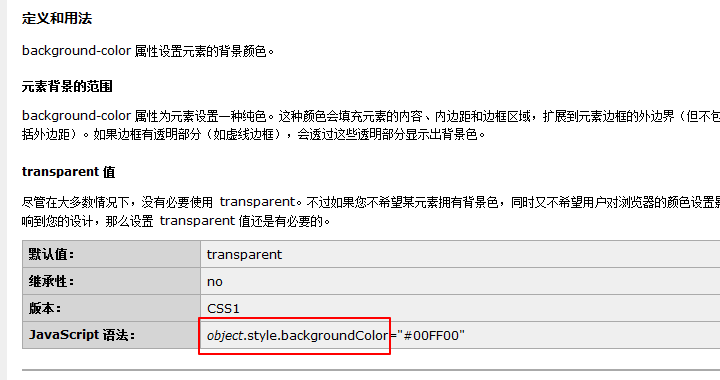 定义和用法
background-color 属性设置元素的背景颜色。
元素背景的范围
background-color 属性为元素设置一种纯色。这种颜色会填充元素的内容、内边距和边框区域，扩展到元素边框的外边界（但不包
括外边距）。如果边框有透明部分（如虚线边框），会透过这些透明部分显示出背景色。
transparent 值
尽管在大多数情况下，没有必要使用 transparent。不过如果您不希望某元素拥有背景色，同时又不希望用户对浏览器的颜色设置影
响到您的设计，那么设置 transparent 值还是有必要的。
默认值： transparent
继承性： no
版本： CSS1
JavaScript 语法： object.style.backgroundColor="#00FF00"